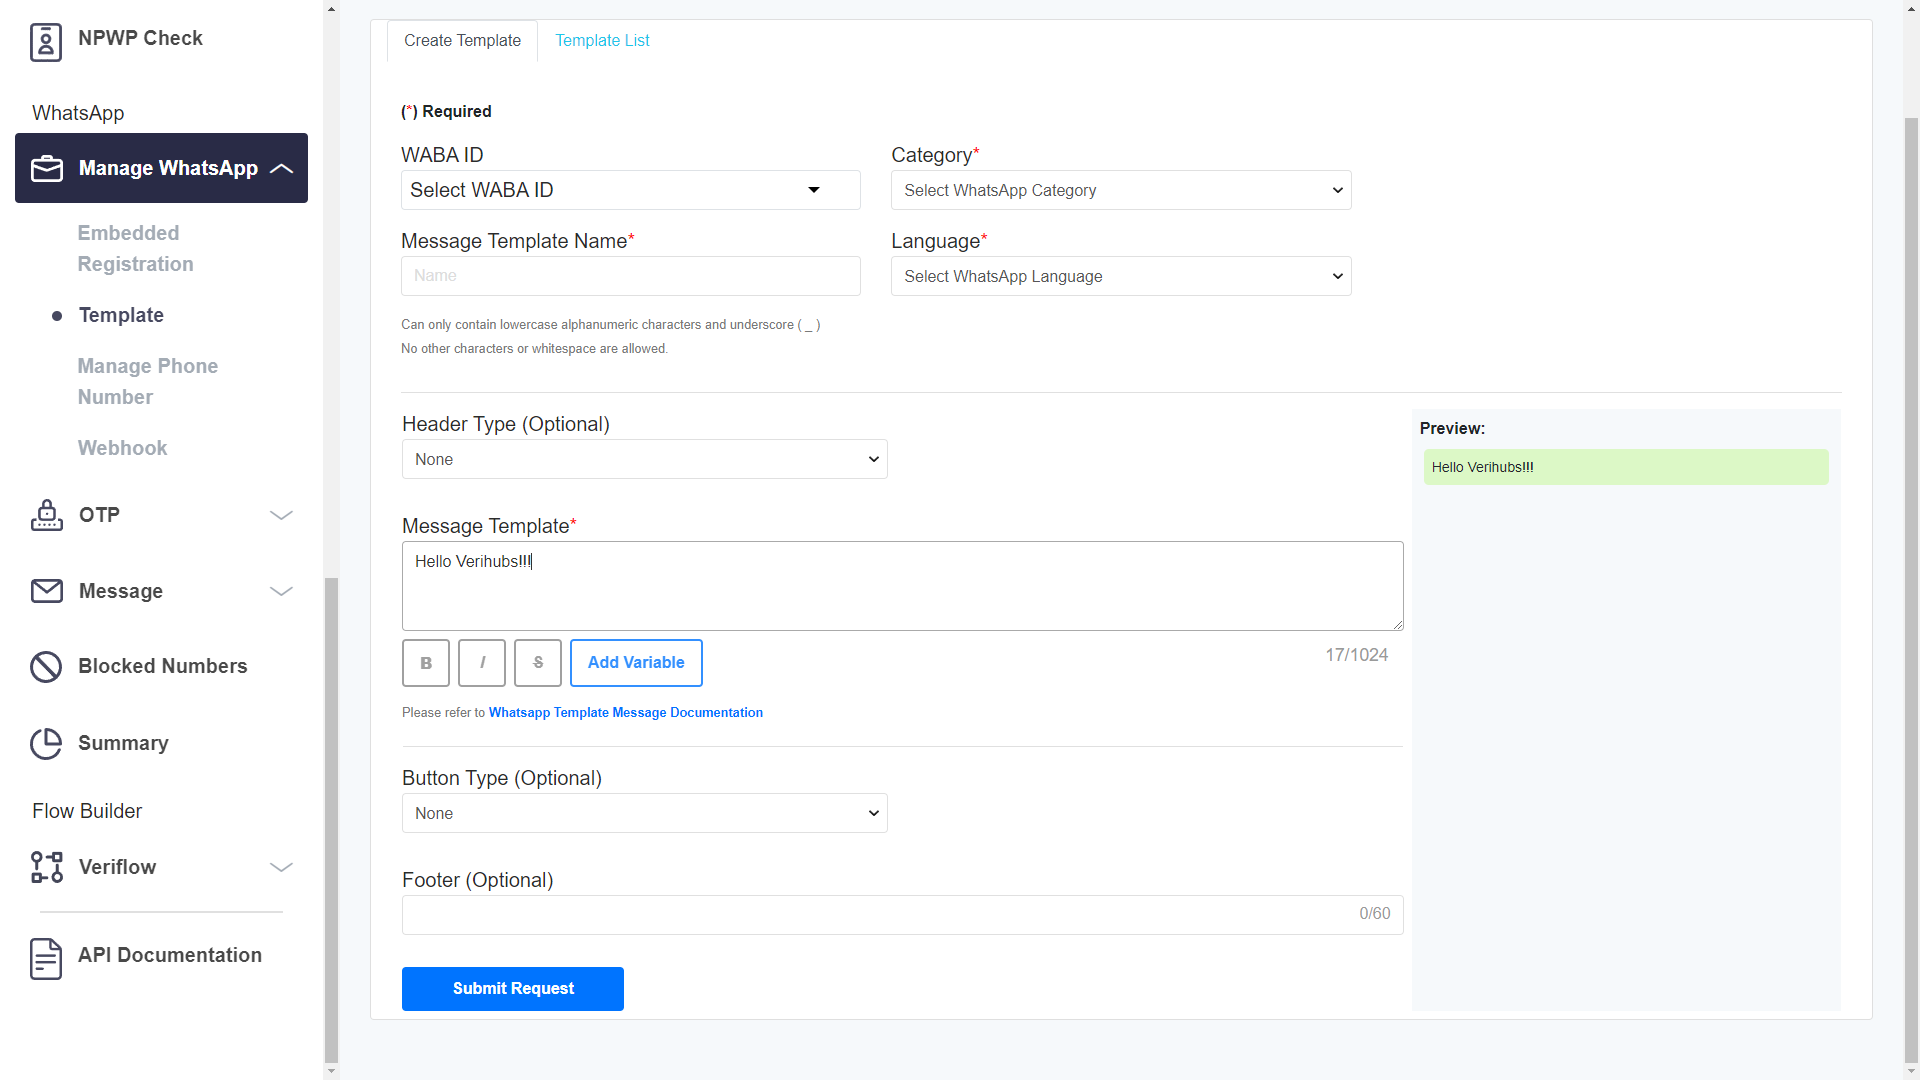 NPWP Check
WhatsApp
Manage WhatsApp
Embedded
Registration
Template
Manage Phone
Number
Webhook
OTP
Message
Blocked Numbers
Summary
Flow Builder
Veriflow
API Documentation
Create Template
Template List
(*) Required
WABA ID
Select WABA ID
Category*
Select WhatsApp Category
Message Template Name*
Name
Language*
Select WhatsApp Language
Can only contain lowercase alphanumeric characters and underscore ( _ )
No other characters or whitespace are allowed.
Header Type (Optional)
None
Message Template*
Hello Verihubs!!!
B
I
S
Add Variable
17/1024
Please refer to Whatsapp Template Message Documentation
Button Type (Optional)
None
Footer (Optional)
0/60
Submit Request
Preview:
Hello Verihubs!!!